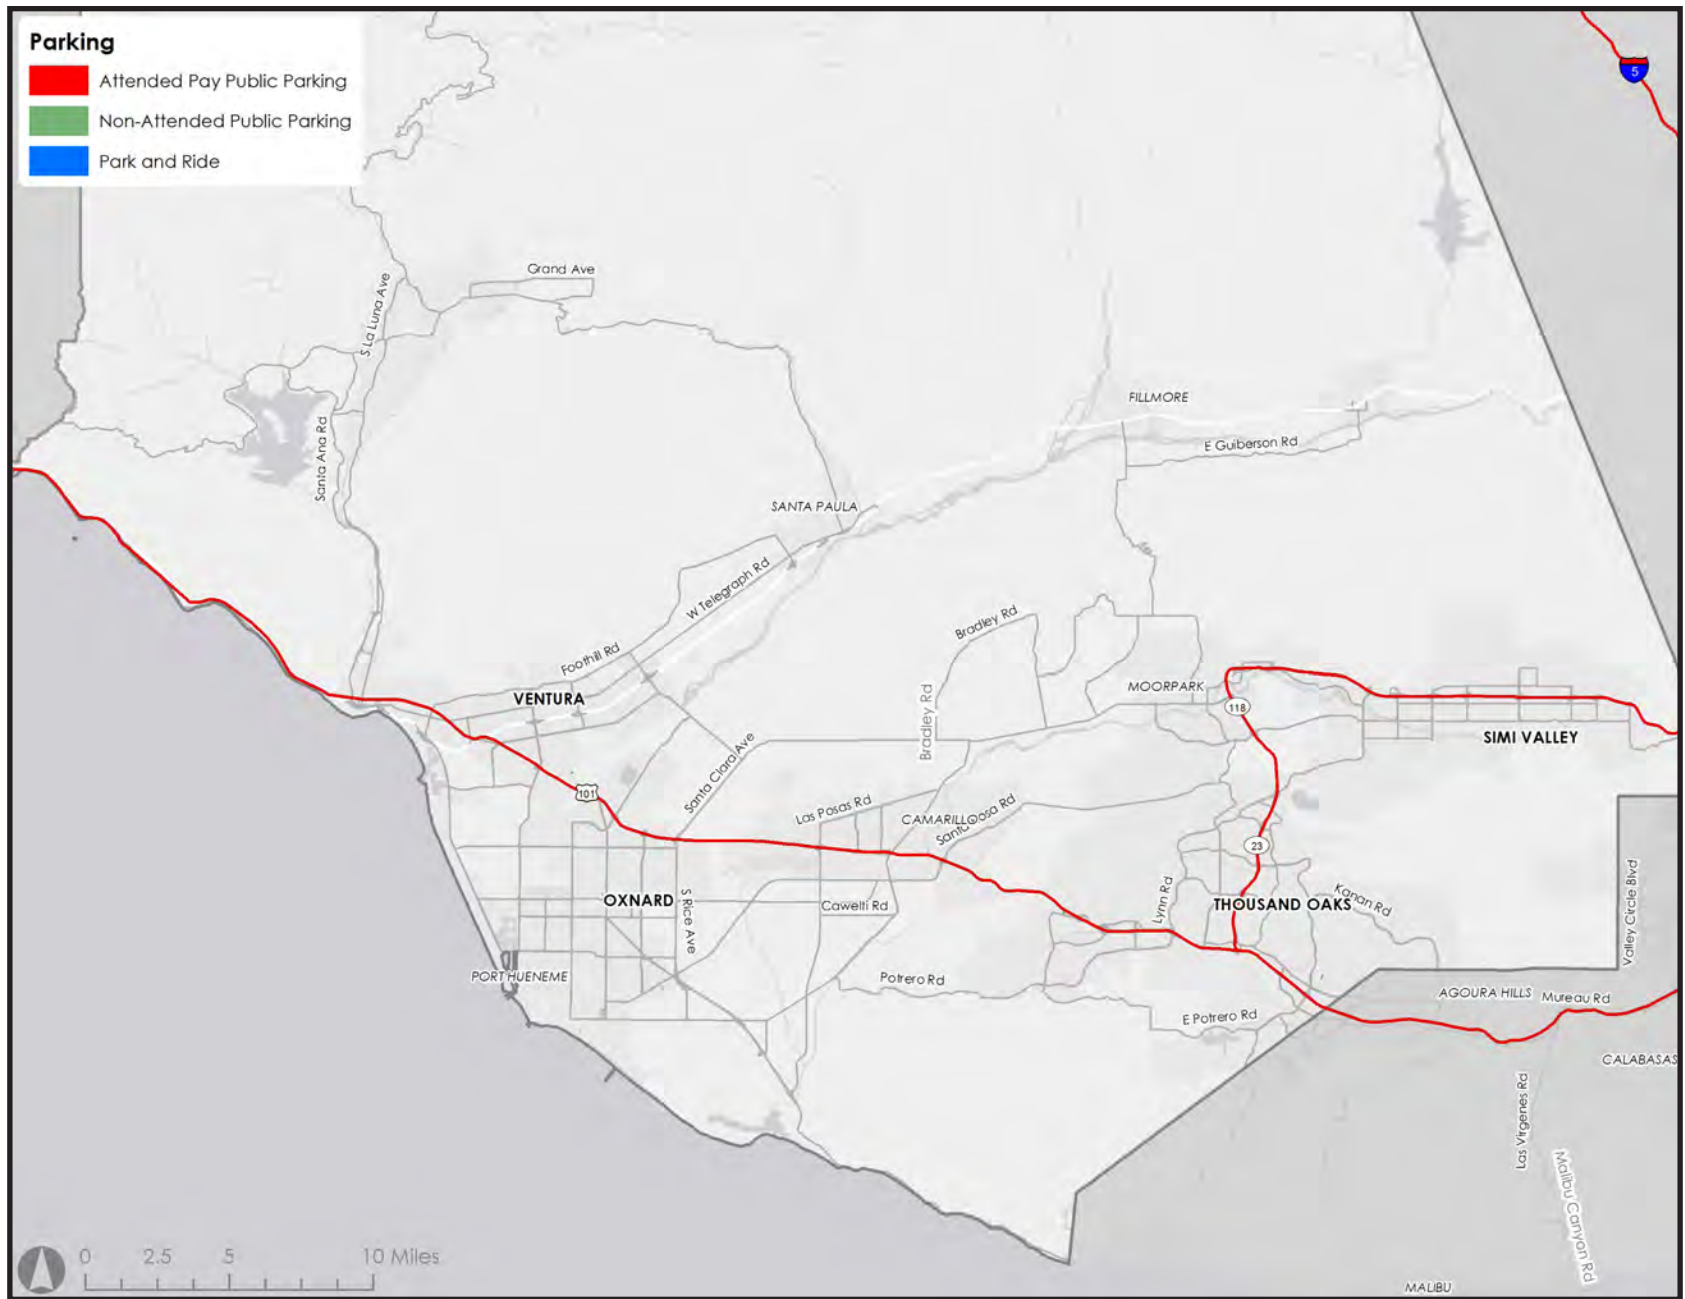 Parking
Attended Pay Public Parking
Non-Attended Public Parking
Park and Ride
5
Grand Ave
S La Luna Ave
FILLMORE
E Guiberson Rd
Santa Ana Rd
SANTA PAULA
W Telegraph Rd
Bradley Rd
Foothill Rd
VENTURA
MOORPARK
118
Bradley Rd
SIMI VALLEY
Santa Clara Ave
101
Las Posas Rd
CAMARILLO
Santa Rosa Rd
23
OXNARD
S Rice Ave
Cawelti Rd
Lynn Rd
THOUSAND OAKS
Kanan Rd
Valley Circle Blvd
PORT HUENEME
Potrero Rd
AGOURA HILLS
Mureau Rd
E Potrero Rd
CALABASAS
Las Virgenes Rd
Malibu Canyon Rd
0 2.5 5 10 Miles
MALIBU